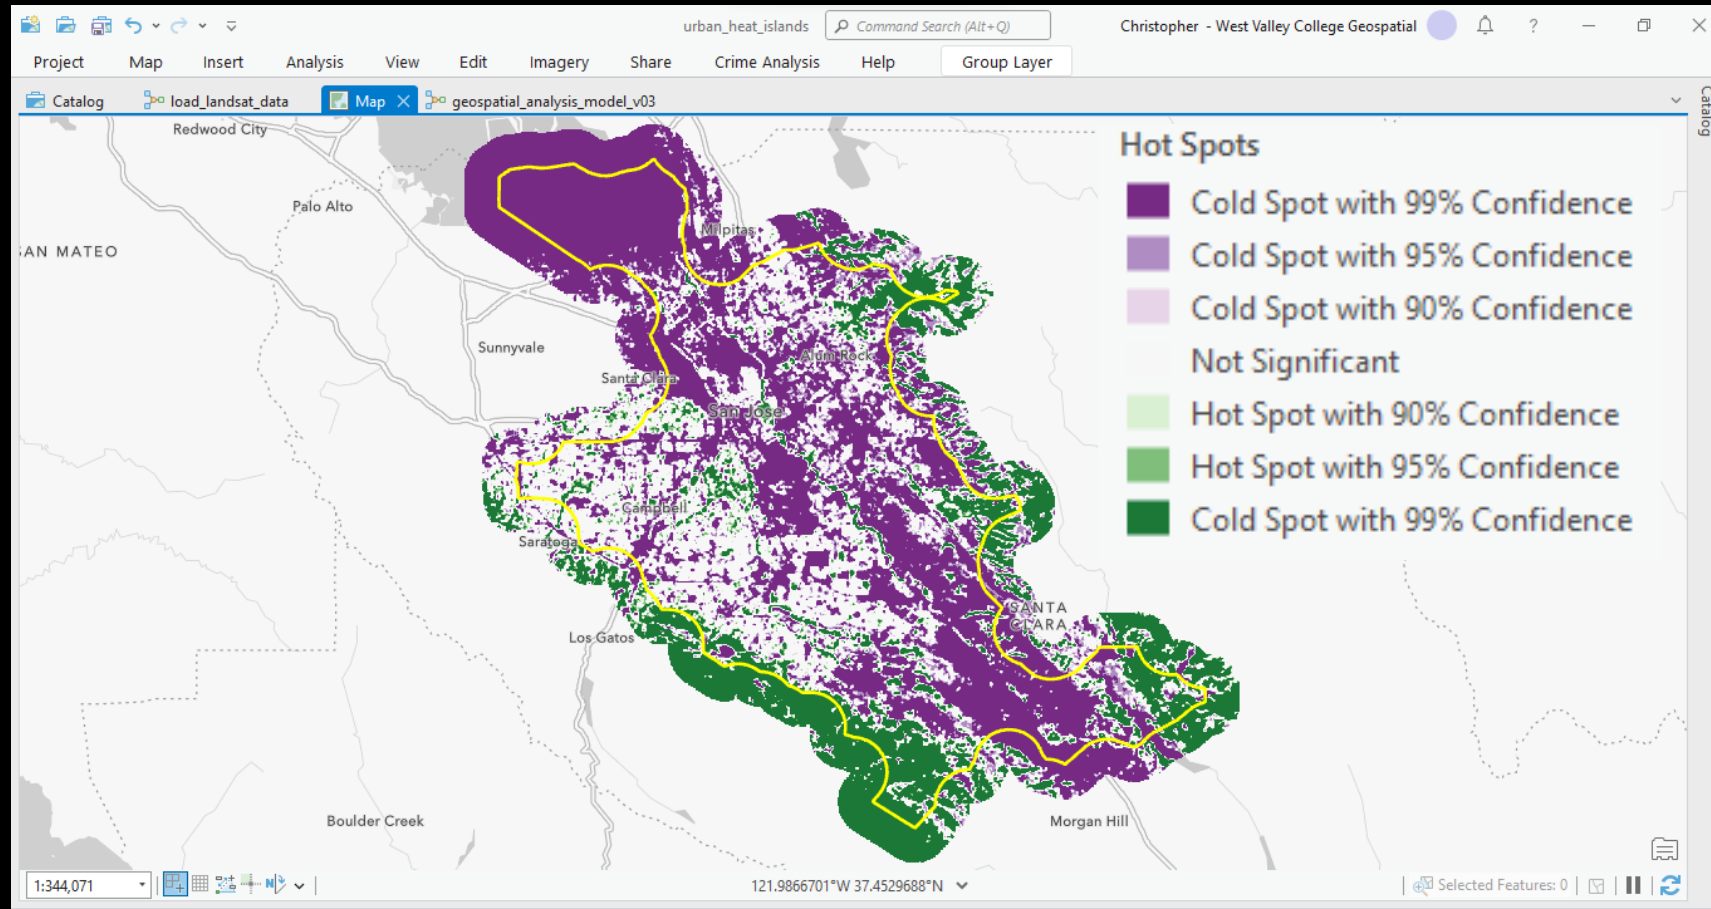 urban_heat_islands
Command Search (Alt+Q)
Christopher - West Valley College Geospatial
?
Project Map Insert Analysis View Edit Imagery Share Crime Analysis Help Group Layer
Catalog load_landsat_data Map geospatial_analysis_model_v03
Catalog
Redwood City
Palo Alto
SAN MATEO
Milpitas
Sunnyvale
Alum Rock
Santa Clara
San Jose
Campbell
Saratoga
SANTA
CLARA
Los Gatos
Boulder Creek
Morgan Hill
Hot Spots
Cold Spot with 99% Confidence
Cold Spot with 95% Confidence
Cold Spot with 90% Confidence
Not Significant
Hot Spot with 90% Confidence
Hot Spot with 95% Confidence
Cold Spot with 99% Confidence
1:344,071
N
121.9866701°W 37.4529688°N
Selected Features: 0